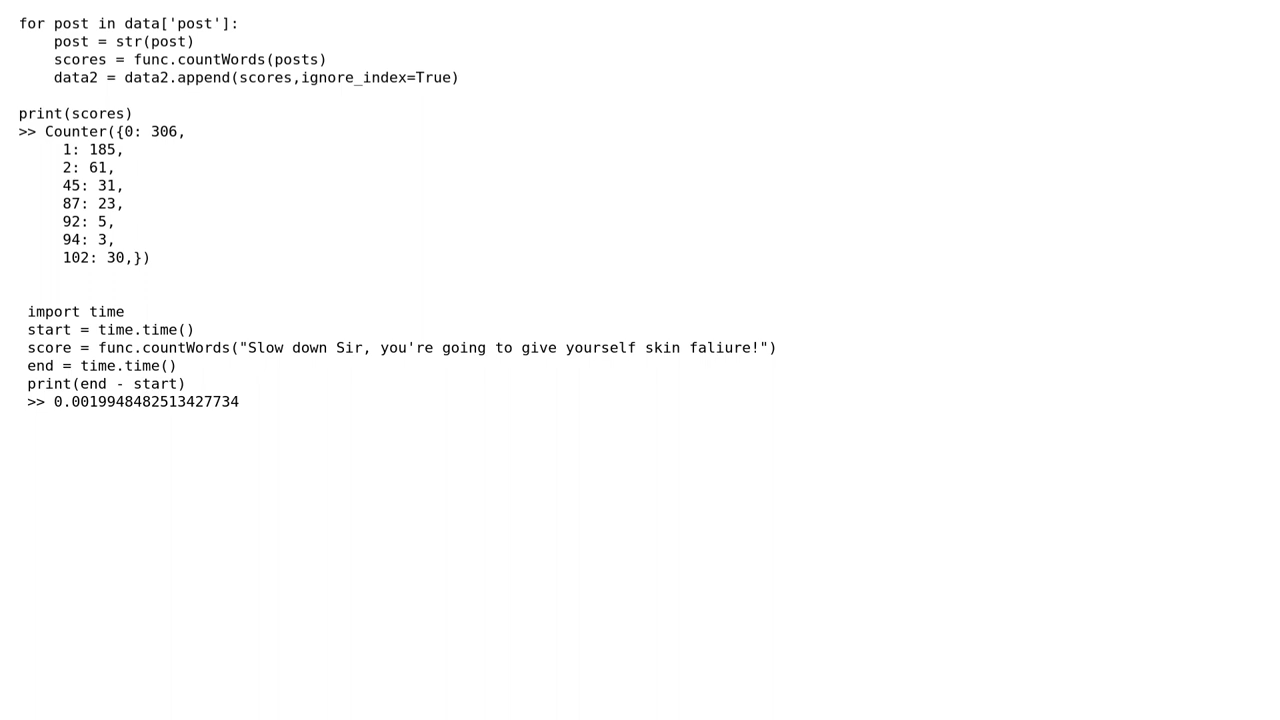 for post in data['post']:
    post = str(post)
    scores = func.countWords(posts)
    data2 = data2.append(scores,ignore_index=True)

print(scores)
>> Counter({0: 306,
     1: 185,
     2: 61,
     45: 31,
     87: 23,
     92: 5,
     94: 3,
     102: 30,})

 import time
 start = time.time()
 score = func.countWords("Slow down Sir, you're going to give yourself skin faliure!")
 end = time.time()
 print(end - start)
 >> 0.0019948482513427734